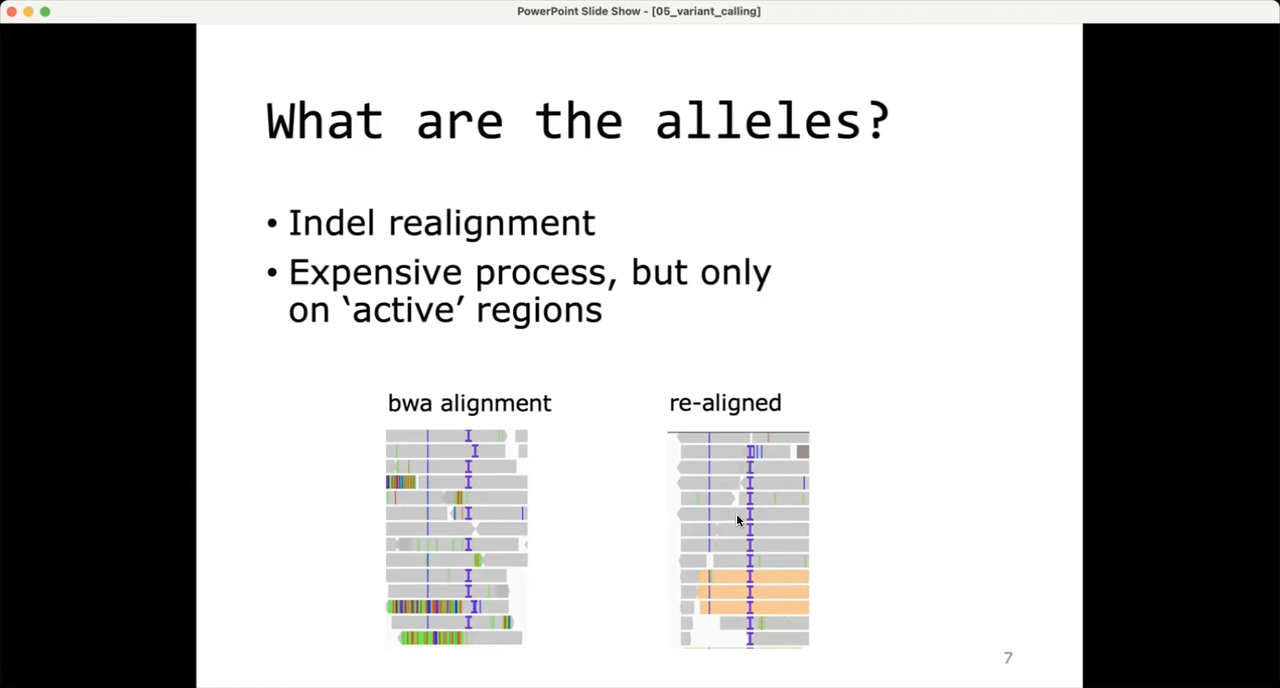 PowerPoint Slide Show - [05_variant_calling]
What are the alleles?
• Indel realignment
• Expensive process, but only
on ‘active’ regions
bwa alignment
re-aligned
7